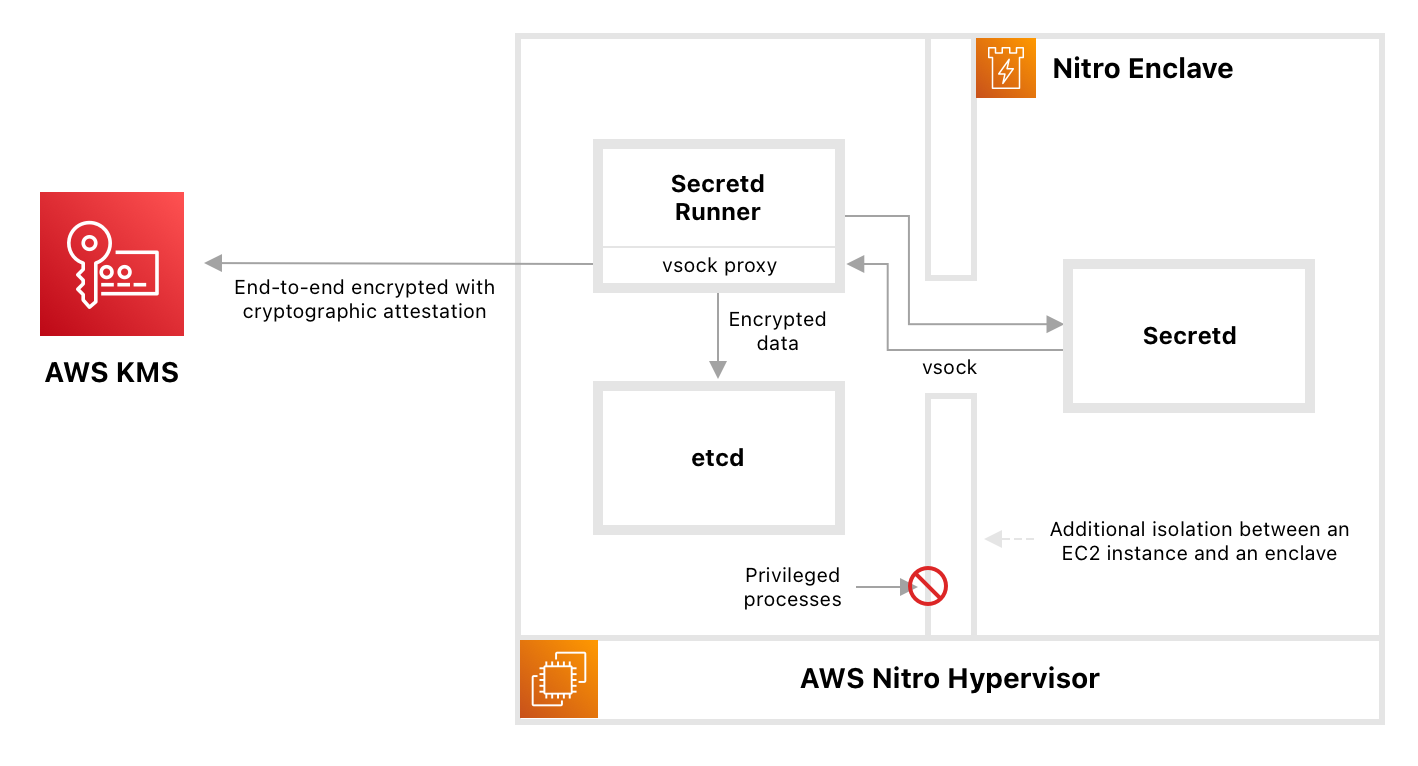 Nitro Enclave
Secretd
Runner
vsock proxy
End-to-end encrypted with
cryptographic attestation
AWS KMS
Encrypted
data
vsock
Secretd
etcd
Additional isolation between an
EC2 instance and an enclave
Privileged
processes
AWS Nitro Hypervisor